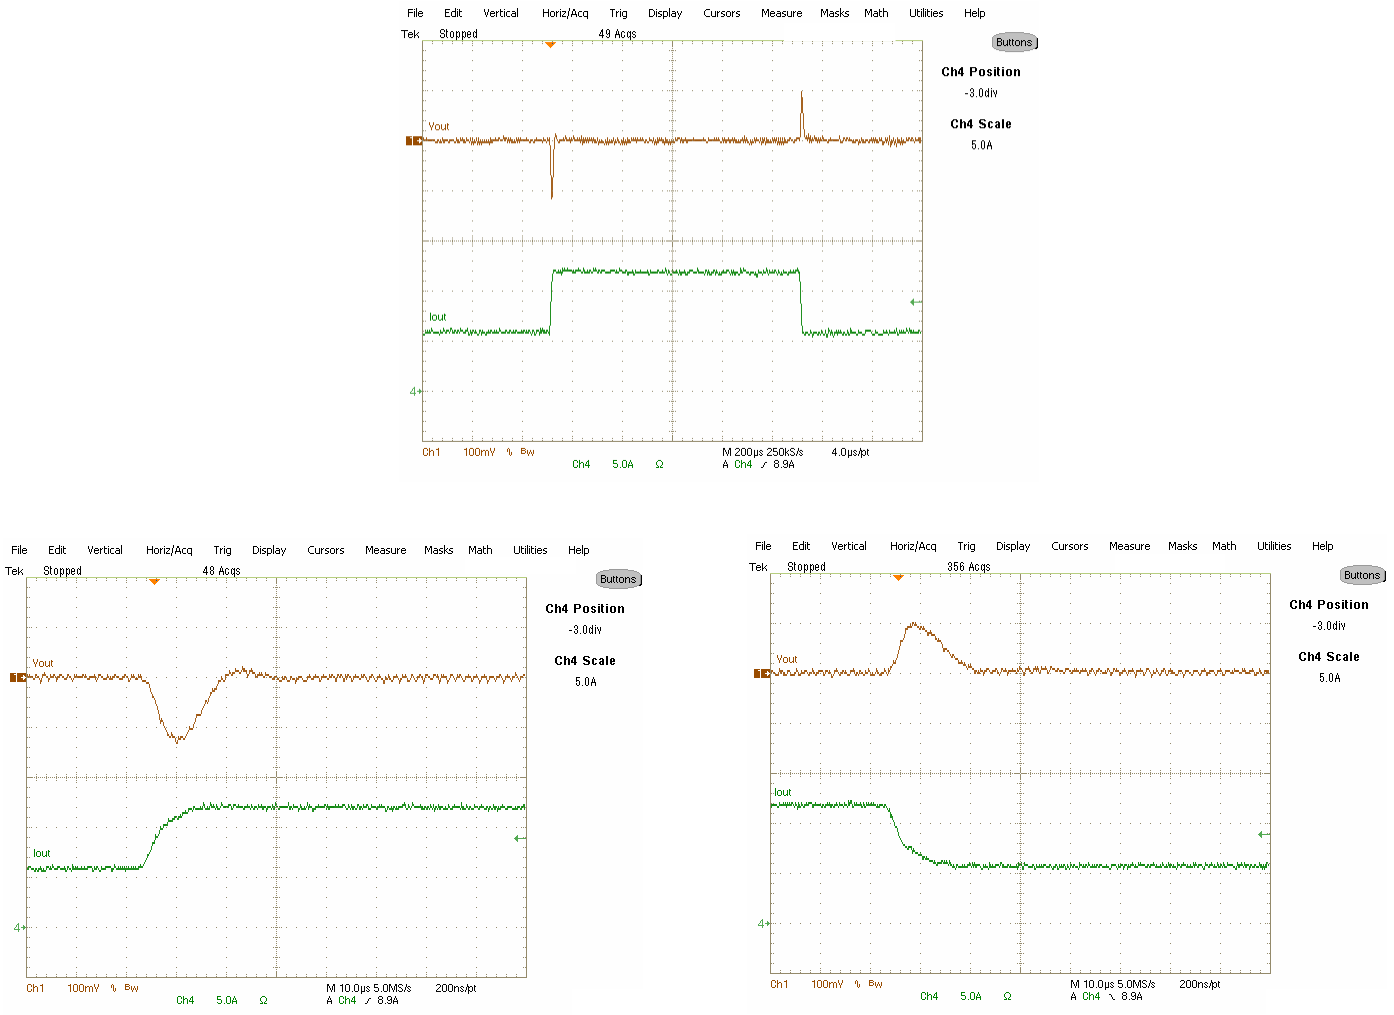 File Edit Vertical Horiz/Acq Trig Display Cursors Measure Masks Math Utilities Help
Tek Stopped 49 Acqs
Buttons
Ch4 Position
-3.0div
Ch4 Scale
5.0A
Vout
1
Iout
4
Ch1 100mV % Bw M 200µs 250kS/s 4.0µs/pt
Ch4 5.0A Ω A Ch4 8.9A
File Edit Vertical Horiz/Acq Trig Display Cursors Measure Masks Math Utilities Help
Tek Stopped 48 Acqs
Buttons
Ch4 Position
-3.0div
Ch4 Scale
5.0A
Vout
1
Iout
4
Ch1 100mV % Bw M 10.0µs 5.0MS/s 200ns/pt
Ch4 5.0A Ω A Ch4 8.9A
File Edit Vertical Horiz/Acq Trig Display Cursors Measure Masks Math Utilities Help
Tek Stopped 356 Acqs
Buttons
Ch4 Position
-3.0div
Ch4 Scale
5.0A
Vout
1
Iout
4
Ch1 100mV % Bw M 10.0µs 5.0MS/s 200ns/pt
Ch4 5.0A Ω A Ch4 8.9A